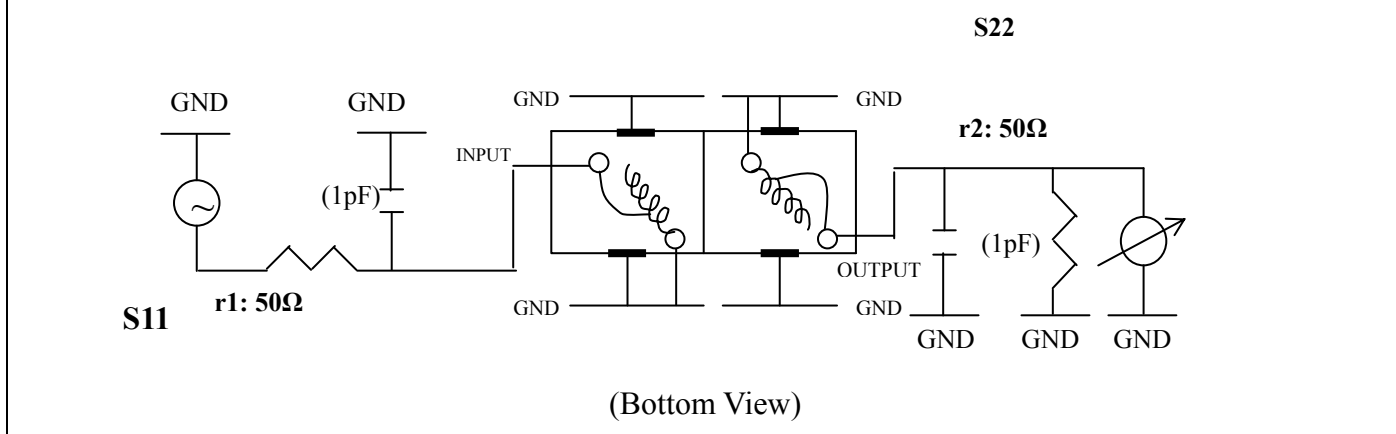 S22
GND
GND
GND
GND
r2: 50Ω
INPUT
(1pF)
~
(1pF)
OUTPUT
r1: 50Ω
S11
GND
GND
GND
GND
GND
(Bottom View)